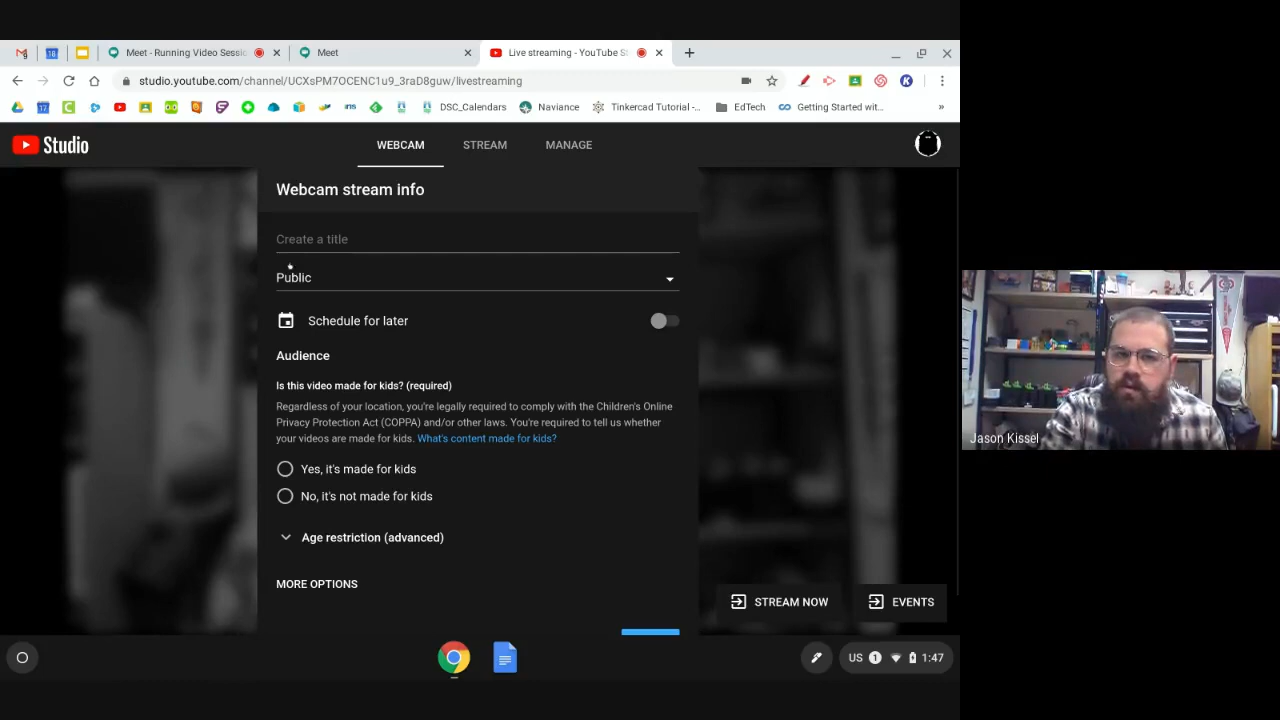 Meet - Running Video Sessi
Meet
Live streaming - YouTube S
studio.youtube.com/channel/UCXsPM7OCENC1u9_3raD8guw/livestreaming
DSC_Calendars
Naviance
Tinkercad Tutorial -...
EdTech
Getting Started wit...
»
Studio
WEBCAM
STREAM
MANAGE
Webcam stream info
Create a title
Public
Schedule for later
Audience
Is this video made for kids? (required)
Regardless of your location, you're legally required to comply with the Children's Online
Privacy Protection Act (COPPA) and/or other laws. You're required to tell us whether
your videos are made for kids. What's content made for kids?
Yes, it's made for kids
No, it's not made for kids
Age restriction (advanced)
MORE OPTIONS
STREAM NOW
EVENTS
Jason Kissel
US 1 1:47